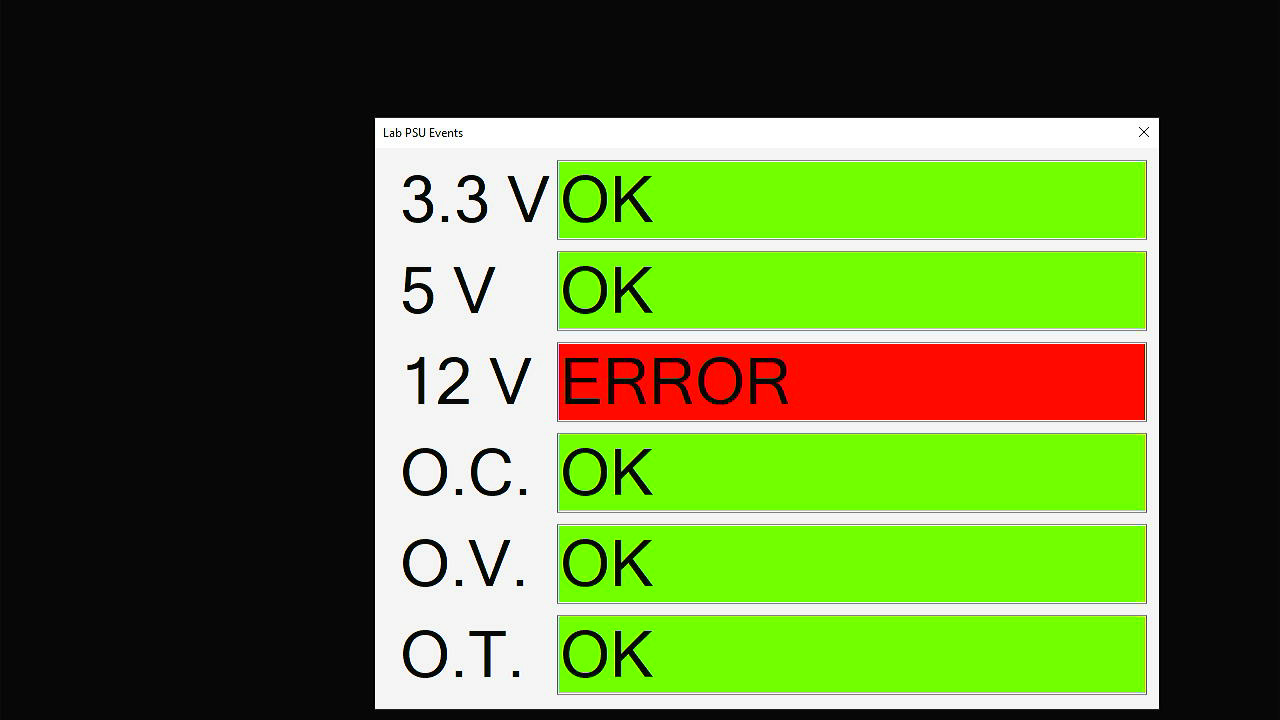 Lab PSU Events
3.3 V OK
5 V OK
12 V ERROR
O.C. OK
O.V. OK
O.T. OK